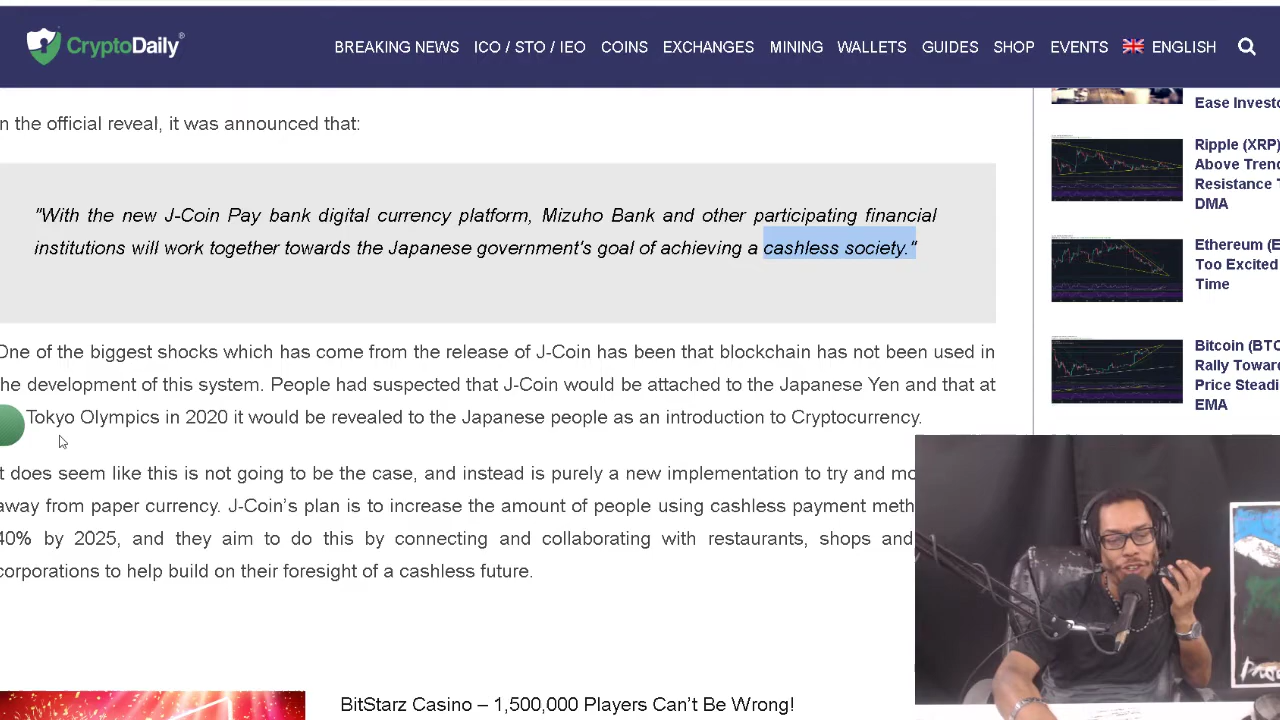 CryptoDaily®
BREAKING NEWS ICO / STO / IEO COINS EXCHANGES MINING WALLETS GUIDES SHOP EVENTS ENGLISH
n the official reveal, it was announced that:
"With the new J-Coin Pay bank digital currency platform, Mizuho Bank and other participating financial
institutions will work together towards the Japanese government's goal of achieving a cashless society."
One of the biggest shocks which has come from the release of J-Coin has been that blockchain has not been used in
he development of this system. People had suspected that J-Coin would be attached to the Japanese Yen and that at
Tokyo Olympics in 2020 it would be revealed to the Japanese people as an introduction to Cryptocurrency.
t does seem like this is not going to be the case, and instead is purely a new implementation to try and mo
away from paper currency. J-Coin’s plan is to increase the amount of people using cashless payment meth
40% by 2025, and they aim to do this by connecting and collaborating with restaurants, shops and
corporations to help build on their foresight of a cashless future.
BitStarz Casino – 1,500,000 Players Can’t Be Wrong!
Ease Investo
Ripple (XRP)
Above Trend
Resistance T
DMA
Ethereum (E
Too Excited
Time
Bitcoin (BTC
Rally Toward
Price Steadi
EMA